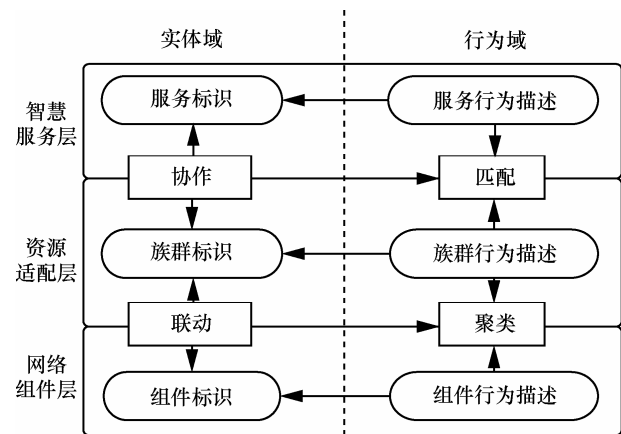 实体域
行为域
智慧
服务层
服务标识
服务行为描述
协作
匹配
资源
适配层
族群标识
族群行为描述
联动
聚类
网络
组件层
组件标识
组件行为描述